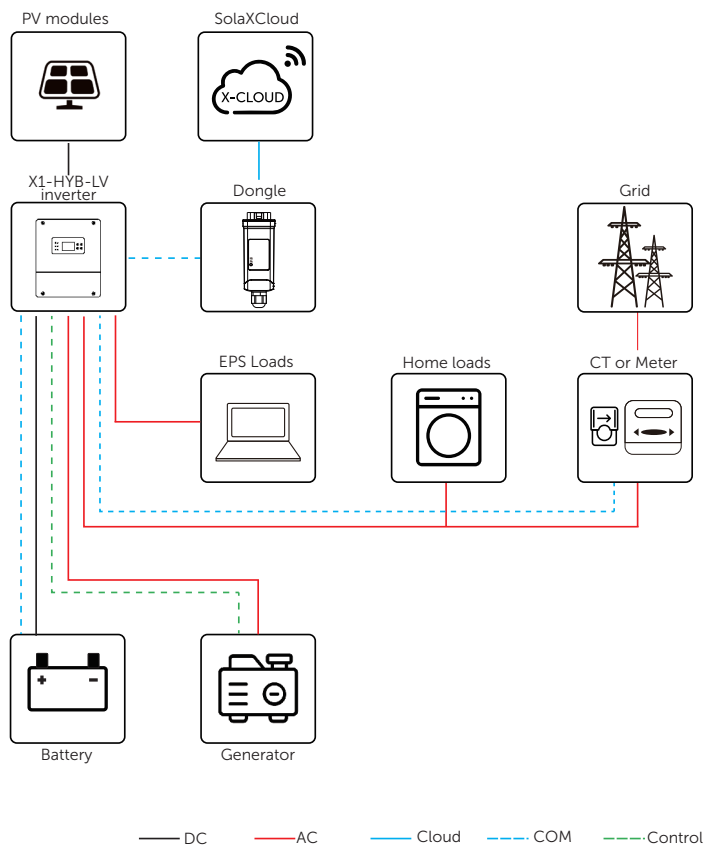 PV modules
SolaXCloud
X-CLOUD
X1-HYB-LV
inverter
Dongle
Grid
EPS Loads
Home loads
CT or Meter
+ -
Battery
Generator
DC
AC
Cloud
COM
Control